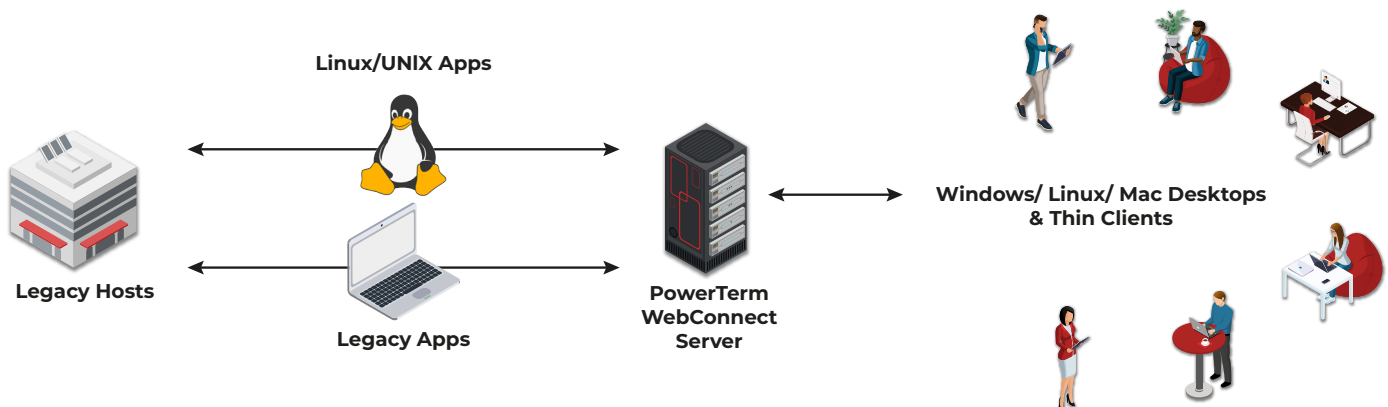 Linux/UNIX Apps
Legacy Hosts
Legacy Apps
PowerTerm
WebConnect
Server
Windows/ Linux/ Mac Desktops
& Thin Clients